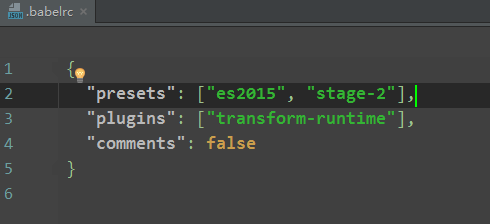 .babelrc
1 {
2 "presets": ["es2015", "stage-2"],
3 "plugins": ["transform-runtime"],
4 "comments": false
5 }
6